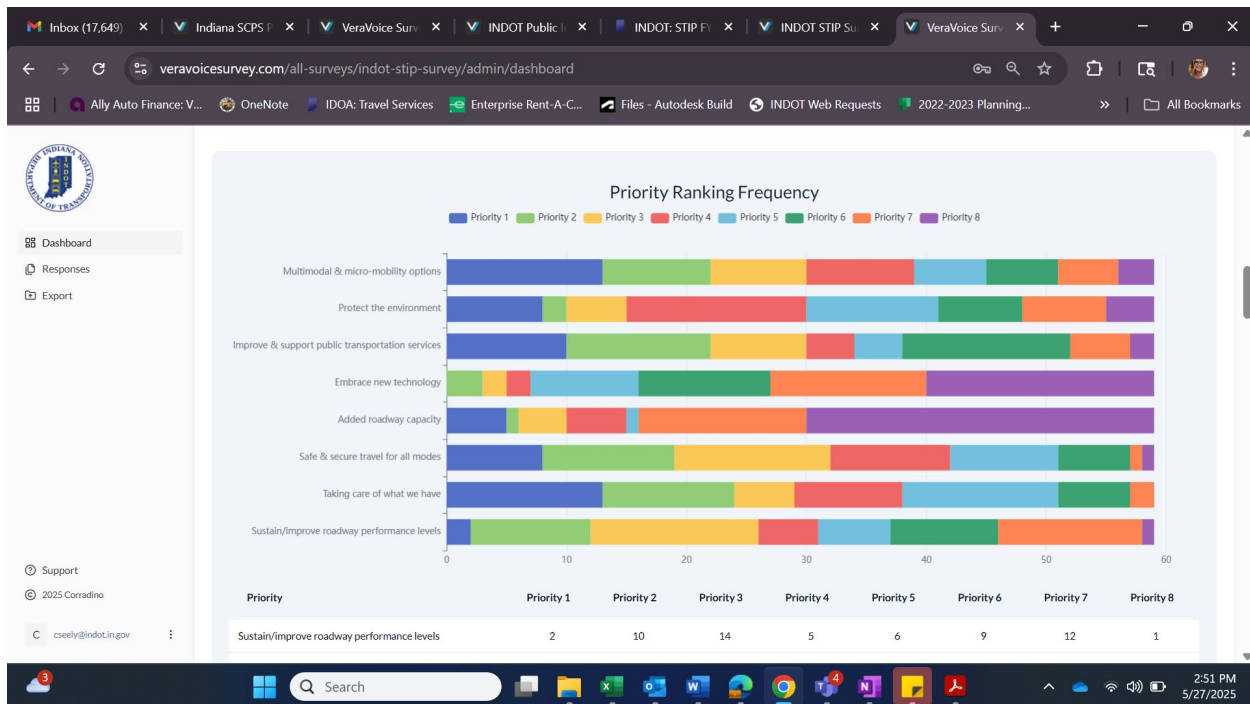 Inbox (17,649) Indiana SCPS P VeraVoice Surv INDOT Public I INDOT: STIP FY INDOT STIP Su VeraVoice Surv
veravoicesurvey.com/all-surveys/indot-stip-survey/admin/dashboard
Ally Auto Finance: V... OneNote IDOA: Travel Services Enterprise Rent-A-C... Files - Autodesk Build INDOT Web Requests 2022-2023 Planning... » All Bookmarks
INDIANA DEPARTMENT OF TRANSPORTATION
INDOT
Dashboard
Responses
Export
Priority Ranking Frequency
Priority 1 Priority 2 Priority 3 Priority 4 Priority 5 Priority 6 Priority 7 Priority 8
Multimodal & micro-mobility options
Protect the environment
Improve & support public transportation services
Embrace new technology
Added roadway capacity
Safe & secure travel for all modes
Taking care of what we have
Sustain/improve roadway performance levels
0 10 20 30 40 50 60
Priority Priority 1 Priority 2 Priority 3 Priority 4 Priority 5 Priority 6 Priority 7 Priority 8
Sustain/improve roadway performance levels 2 10 14 5 6 9 12 1
Support
© 2025 Corradino
C cseely@indot.in.gov
3
Search
4
2:51 PM
5/27/2025